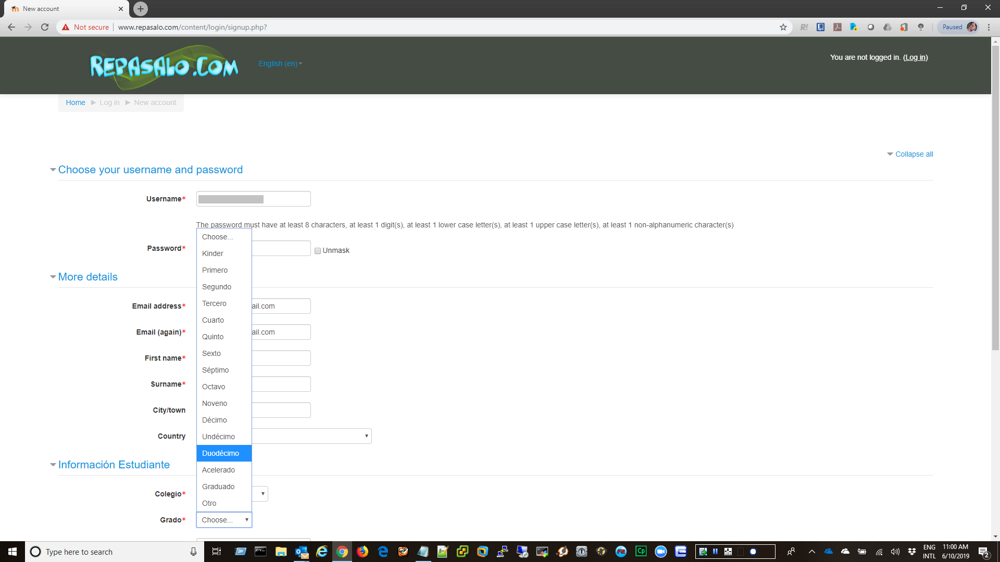 New account
Not secure
www.repasalo.com/content/login/signup.php?
Paused
REPASALO.COM
English (en)
You are not logged in. (Log in)
Home ► Log in ► New account
Collapse all
Choose your username and password
Username*
The password must have at least 8 characters, at least 1 digit(s), at least 1 lower case letter(s), at least 1 upper case letter(s), at least 1 non-alphanumeric character(s)
Password*
Unmask
More details
Email address*
ail.com
Email (again)*
ail.com
First name*
Surname*
City/town
Country
Información Estudiante
Colegio*
Grado*
Choose...
Choose...
Kinder
Primero
Segundo
Tercero
Cuarto
Quinto
Sexto
Séptimo
Octavo
Noveno
Décimo
Undécimo
Duodécimo
Acelerado
Graduado
Otro
Type here to search
ENG
INTL
11:00 AM
6/10/2019
2